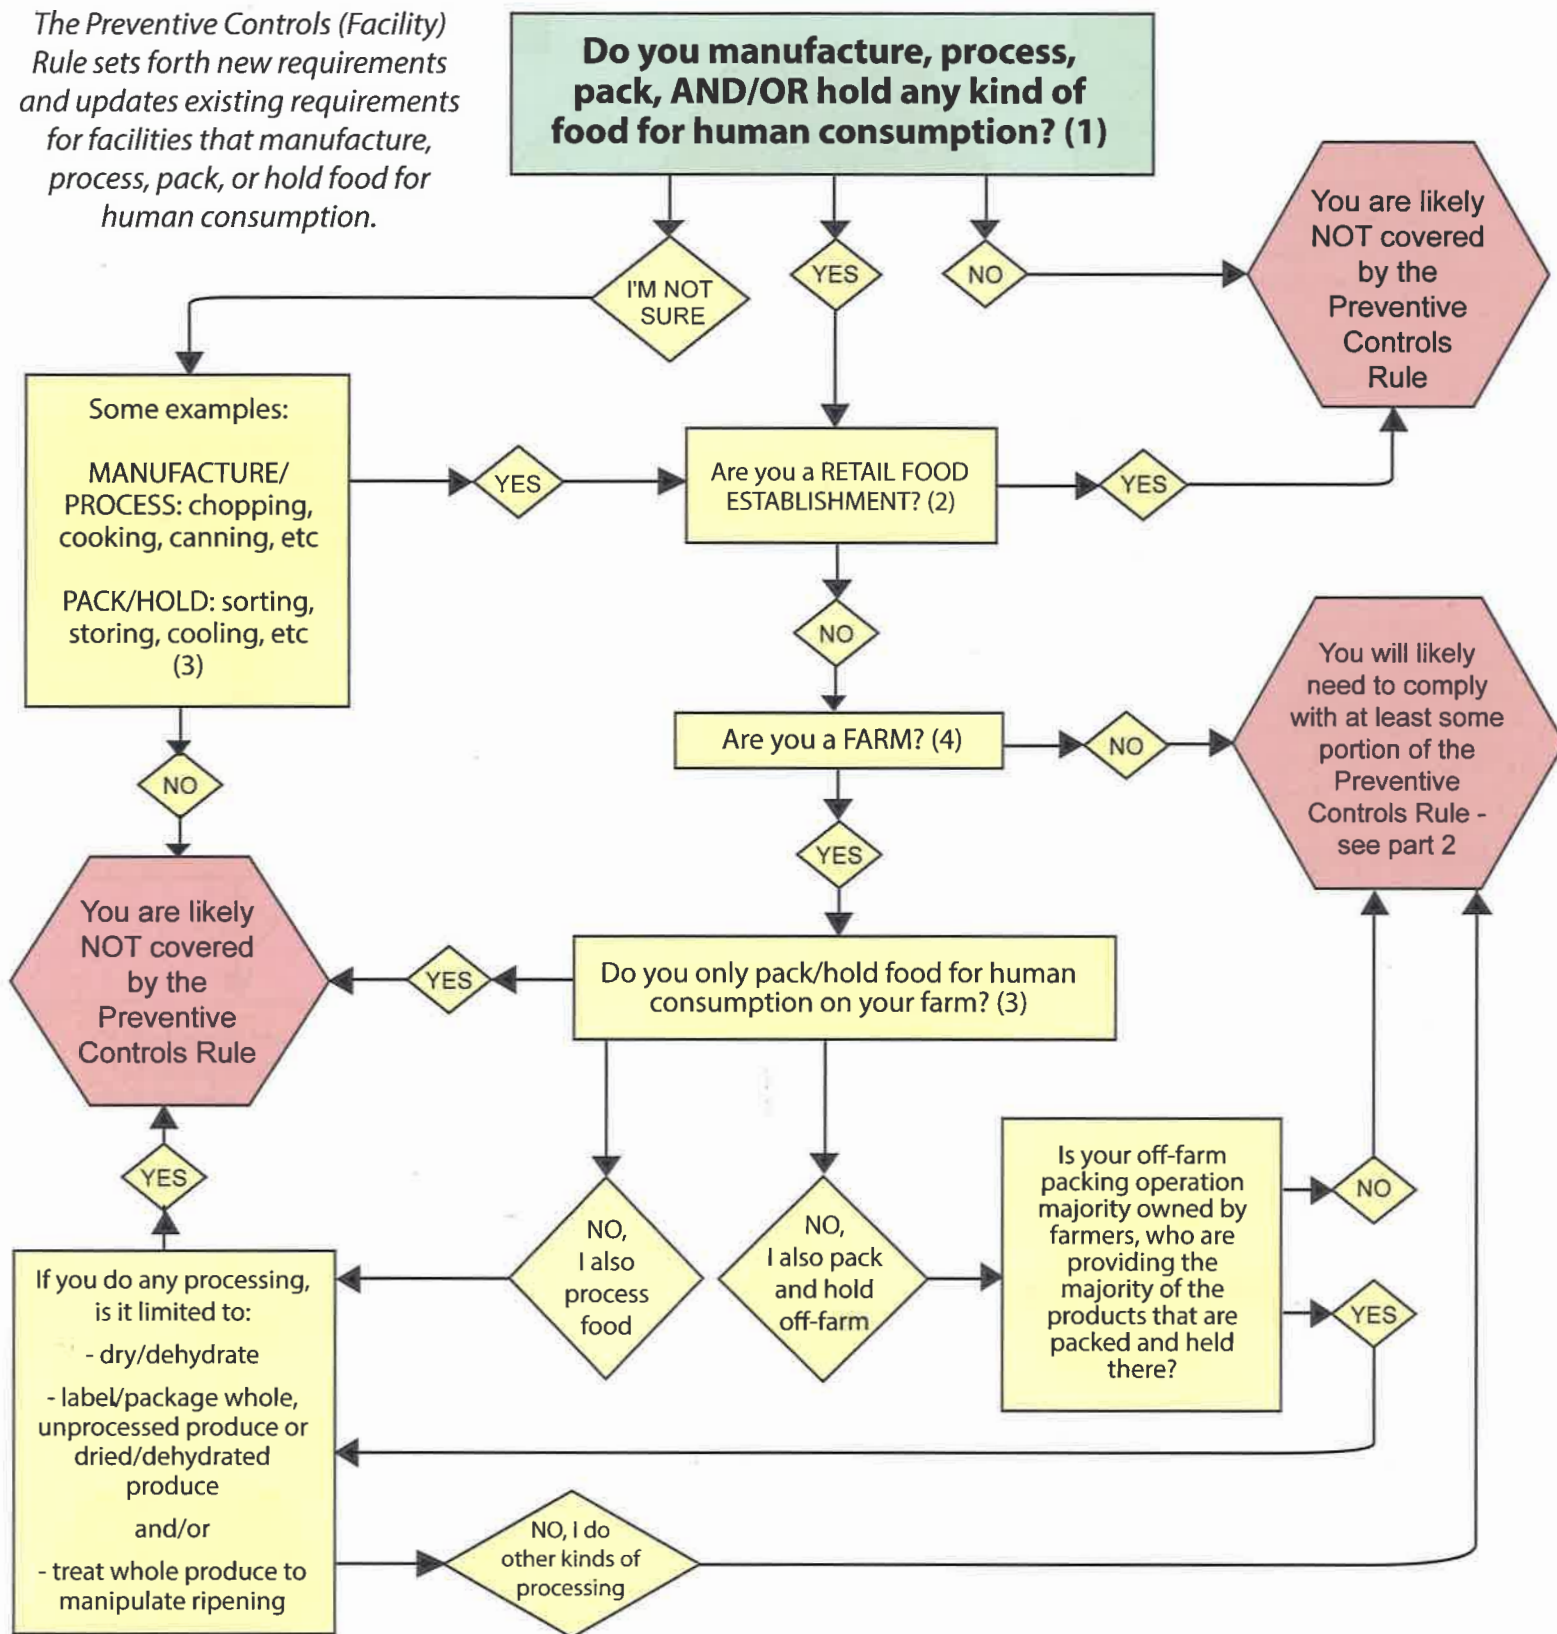 The Preventive Controls (Facility)
Rule sets forth new requirements
and updates existing requirements
for facilities that manufacture,
process, pack, or hold food for
human consumption.
Do you manufacture, process,
pack, AND/OR hold any kind of
food for human consumption? (1)
I'M NOT
SURE
YES
NO
You are likely
NOT covered
by the
Preventive
Controls
Rule
Some examples:
MANUFACTURE/
PROCESS: chopping,
cooking, canning, etc
PACK/HOLD: sorting,
storing, cooling, etc
(3)
YES
Are you a RETAIL FOOD
ESTABLISHMENT? (2)
YES
NO
NO
Are you a FARM? (4)
NO
You will likely
need to comply
with at least some
portion of the
Preventive
Controls Rule -
see part 2
YES
You are likely
NOT covered
by the
Preventive
Controls Rule
YES
Do you only pack/hold food for human
consumption on your farm? (3)
YES
NO,
I also
process
food
NO,
I also pack
and hold
off-farm
Is your off-farm
packing operation
majority owned by
farmers, who are
providing the
majority of the
products that are
packed and held
there?
NO
YES
If you do any processing,
is it limited to:
- dry/dehydrate
- label/package whole,
unprocessed produce or
dried/dehydrated
produce
and/or
- treat whole produce to
manipulate ripening
NO, I do
other kinds of
processing